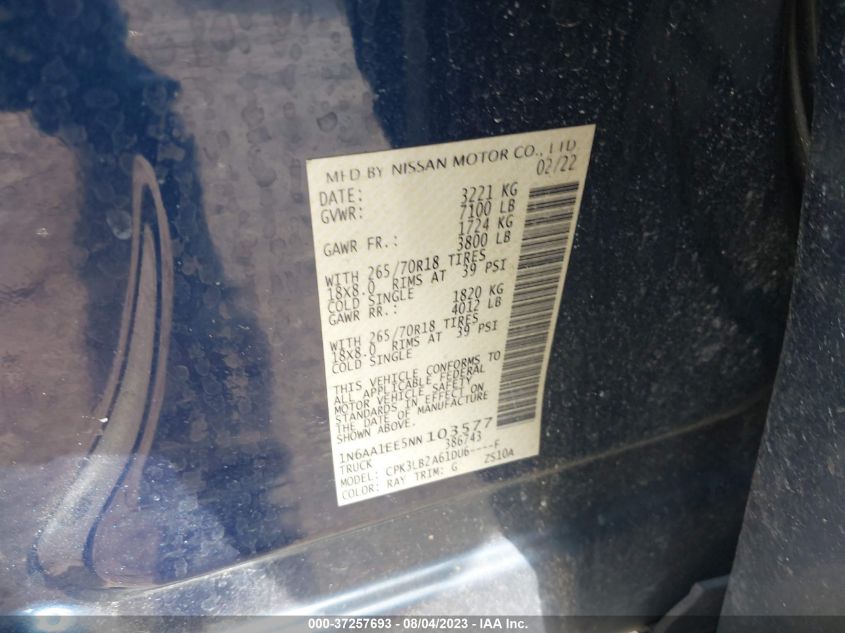 MFD BY NISSAN MOTOR CO., LTD
DATE: 02/22
GVWR: 3221 KG
7100 LB
GAWR FR.: 1724 KG
3800 LB
WITH 265/70R18 TIRES
18X8.0 RIMS AT 39 PSI
COLD SINGLE
GAWR RR.: 1820 KG
4012 LB
WITH 265/70R18 TIRES
18X8.0 RIMS AT 39 PSI
COLD SINGLE
THIS VEHICLE CONFORMS TO
ALL APPLICABLE FEDERAL
MOTOR VEHICLE SAFETY
STANDARDS IN EFFECT ON
THE DATE OF MANUFACTURE
SHOWN ABOVE.
1N6AA1EE5NN103577
TRUCK 386743
MODEL: CPK3LB2A61DU6----F
COLOR: RAY TRIM: G ZS10A
000-37257693 - 08/04/2023 - IAA Inc.